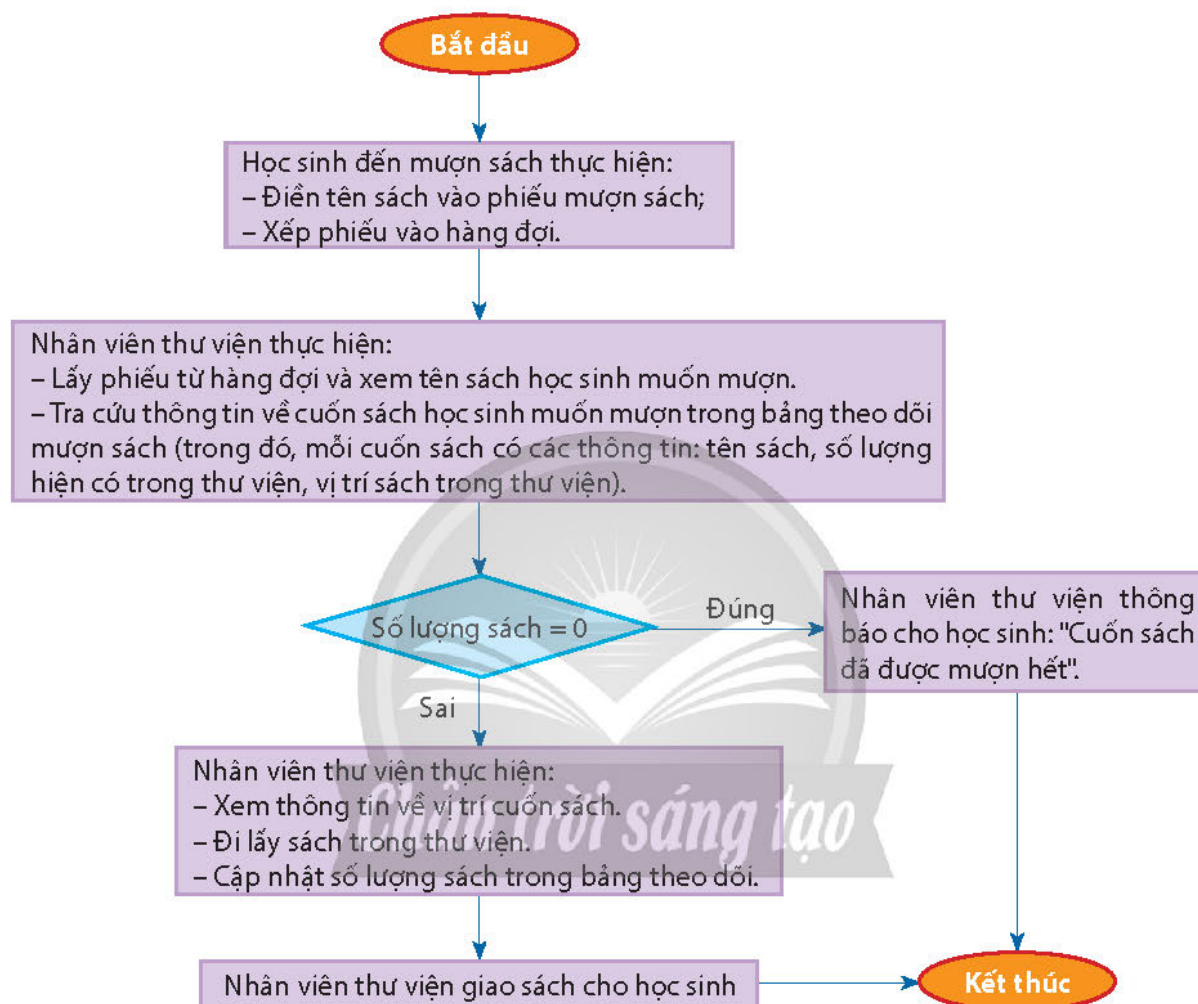 Bắt đầu
Học sinh đến mượn sách thực hiện:
– Điền tên sách vào phiếu mượn sách;
– Xếp phiếu vào hàng đợi.
Nhân viên thư viện thực hiện:
– Lấy phiếu từ hàng đợi và xem tên sách học sinh muốn mượn.
– Tra cứu thông tin về cuốn sách học sinh muốn mượn trong bảng theo dõi
mượn sách (trong đó, mỗi cuốn sách có các thông tin: tên sách, số lượng
hiện có trong thư viện, vị trí sách trong thư viện).
Số lượng sách = 0
Đúng
Nhân viên thư viện thông
báo cho học sinh: "Cuốn sách
đã được mượn hết".
Sai
Nhân viên thư viện thực hiện:
– Xem thông tin về vị trí cuốn sách.
– Đi lấy sách trong thư viện.
– Cập nhật số lượng sách trong bảng theo dõi.
Chân trời sáng tạo
Nhân viên thư viện giao sách cho học sinh
Kết thúc